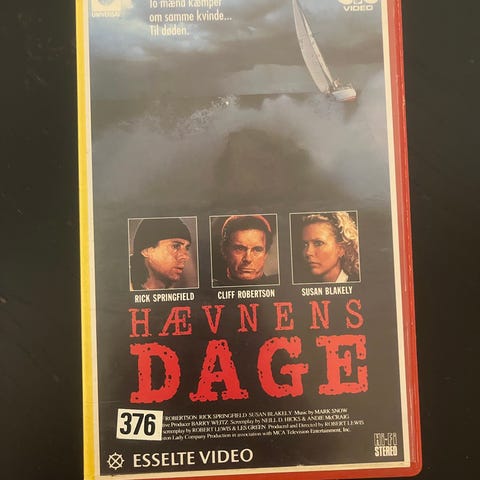 UNIVERSAL
To mænd kæmper
om samme kvinde...
Til døden.
VIDEO
RICK SPRINGFIELD
CLIFF ROBERTSON
SUSAN BLAKELY
HÆVNENS
DAGE
376
ROBERTSON RICK SPRINGFIELD SUSAN BLAKELY Music by MARK SNOW
Producer BARRY WEITZ Screenplay by NEILL D. HICKS & ANDIE McCRAIG
screenplay by ROBERT LEWIS & LES GREEN Produced and Directed by ROBERT LEWIS
Lady Company Production in association with MCA Television Entertainment, Inc.
ESSELTE VIDEO
Hi-Fi
STEREO